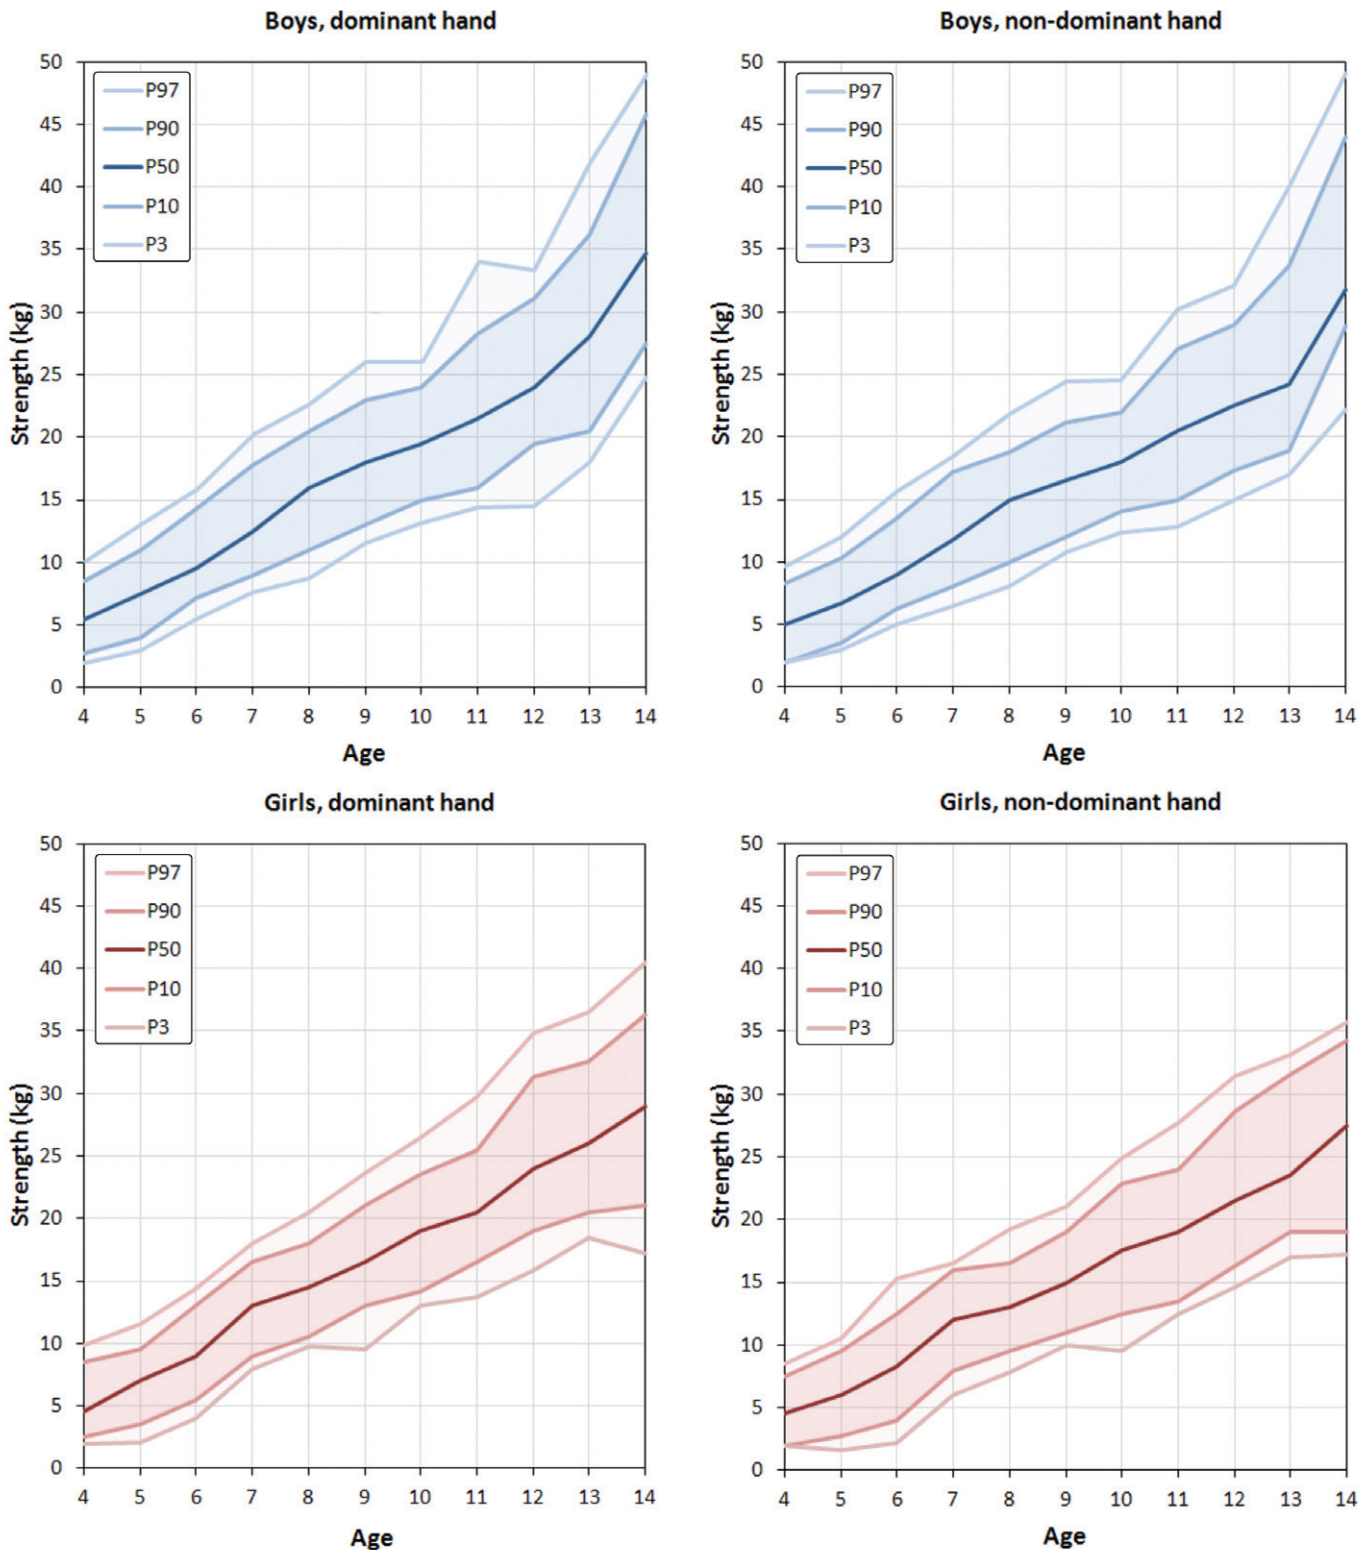 Boys, dominant hand
50
45
40
35
30
25
20
15
10
5
0
Strength (kg)
P97
P90
P50
P10
P3
4 5 6 7 8 9 10 11 12 13 14
Age
Boys, non-dominant hand
50
45
40
35
30
25
20
15
10
5
0
Strength (kg)
P97
P90
P50
P10
P3
4 5 6 7 8 9 10 11 12 13 14
Age
Girls, dominant hand
50
45
40
35
30
25
20
15
10
5
0
Strength (kg)
P97
P90
P50
P10
P3
4 5 6 7 8 9 10 11 12 13 14
Age
Girls, non-dominant hand
50
45
40
35
30
25
20
15
10
5
0
Strength (kg)
P97
P90
P50
P10
P3
4 5 6 7 8 9 10 11 12 13 14
Age